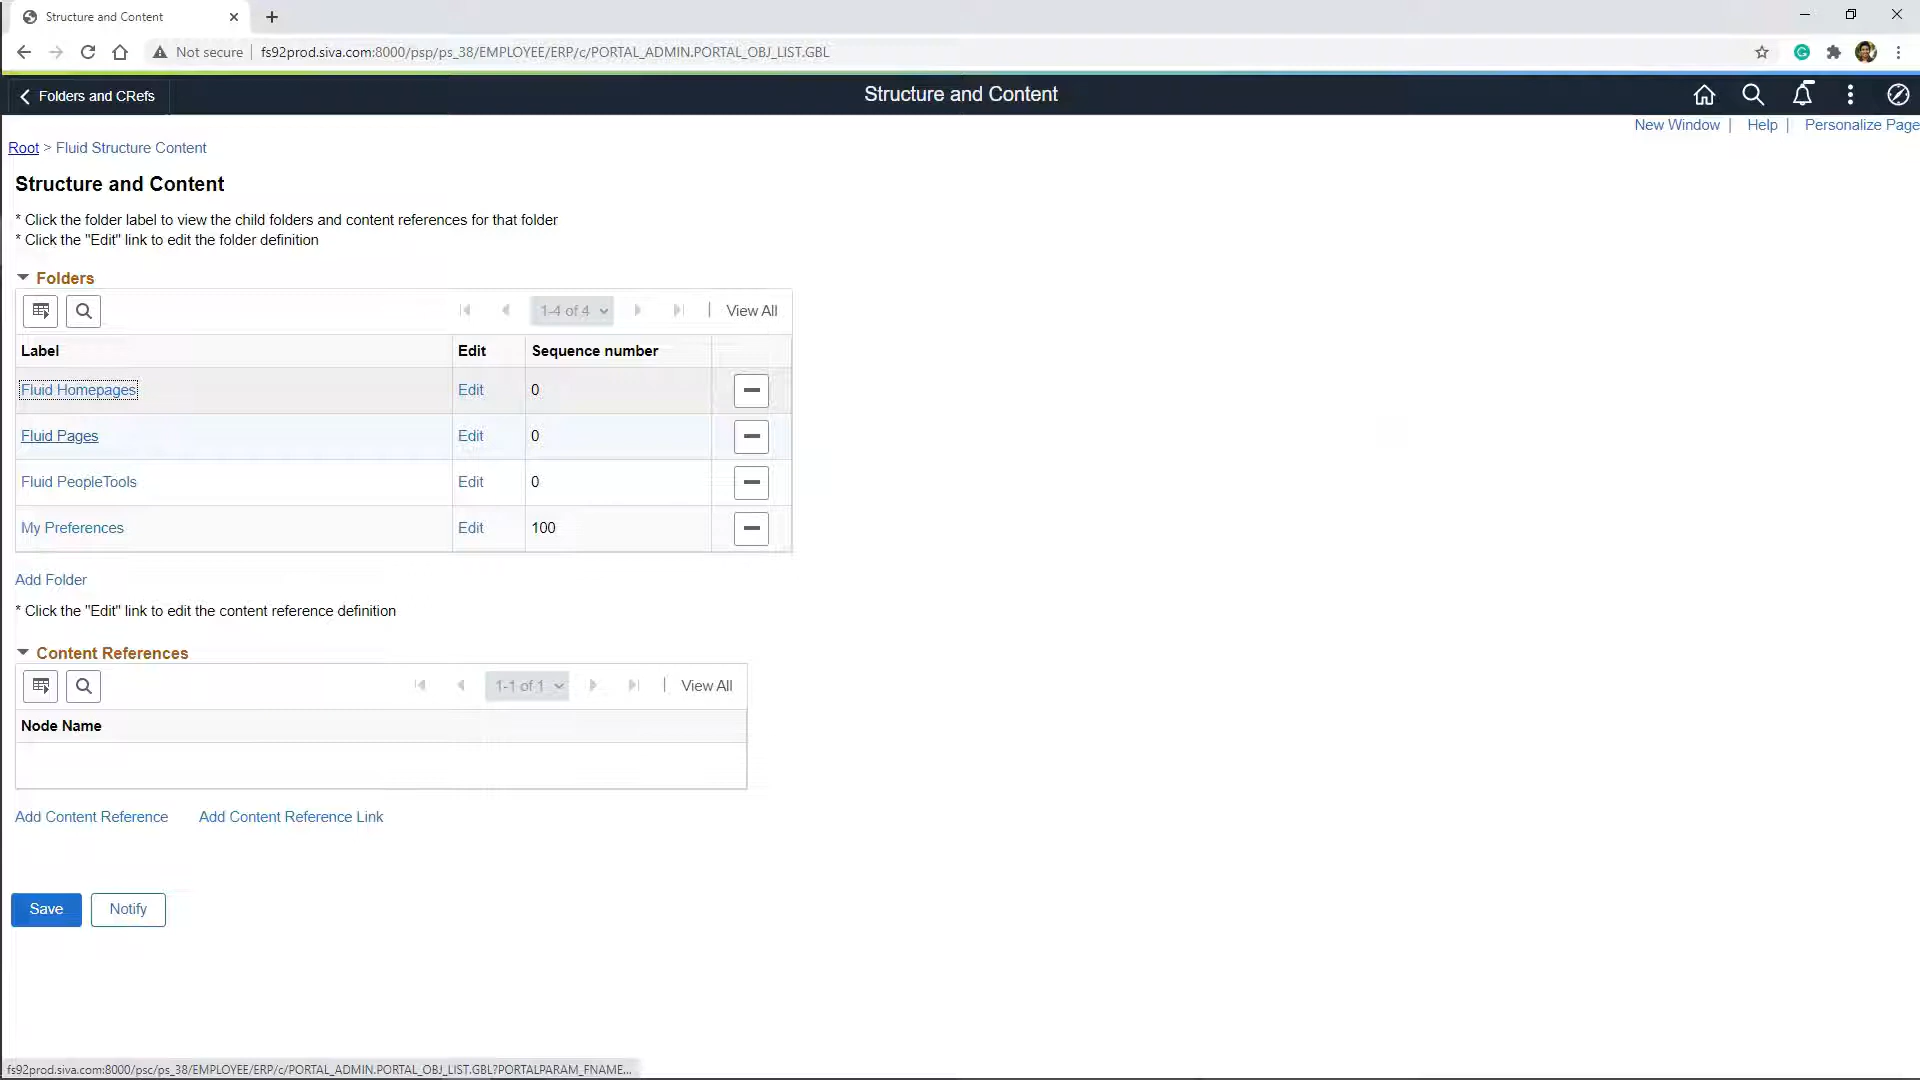 Structure and Content
Not secure
fs92prod.siva.com:8000/psp/ps_38/EMPLOYEE/ERP/c/PORTAL_ADMIN.PORTAL_OBJ_LIST.GBL
Folders and CRefs
Structure and Content
New Window | Help | Personalize Page
Root > Fluid Structure Content
Structure and Content
* Click the folder label to view the child folders and content references for that folder
* Click the "Edit" link to edit the folder definition
Folders
1-4 of 4 | View All
Label Edit Sequence number
Fluid Homepages Edit 0
Fluid Pages Edit 0
Fluid PeopleTools Edit 0
My Preferences Edit 100
Add Folder
* Click the "Edit" link to edit the content reference definition
Content References
1-1 of 1 | View All
Node Name
Add Content Reference Add Content Reference Link
Save Notify
fs92prod.siva.com:8000/psc/ps_38/EMPLOYEE/ERP/c/PORTAL_ADMIN.PORTAL_OBJ_LIST.GBL?PORTALPARAM_FNAME...